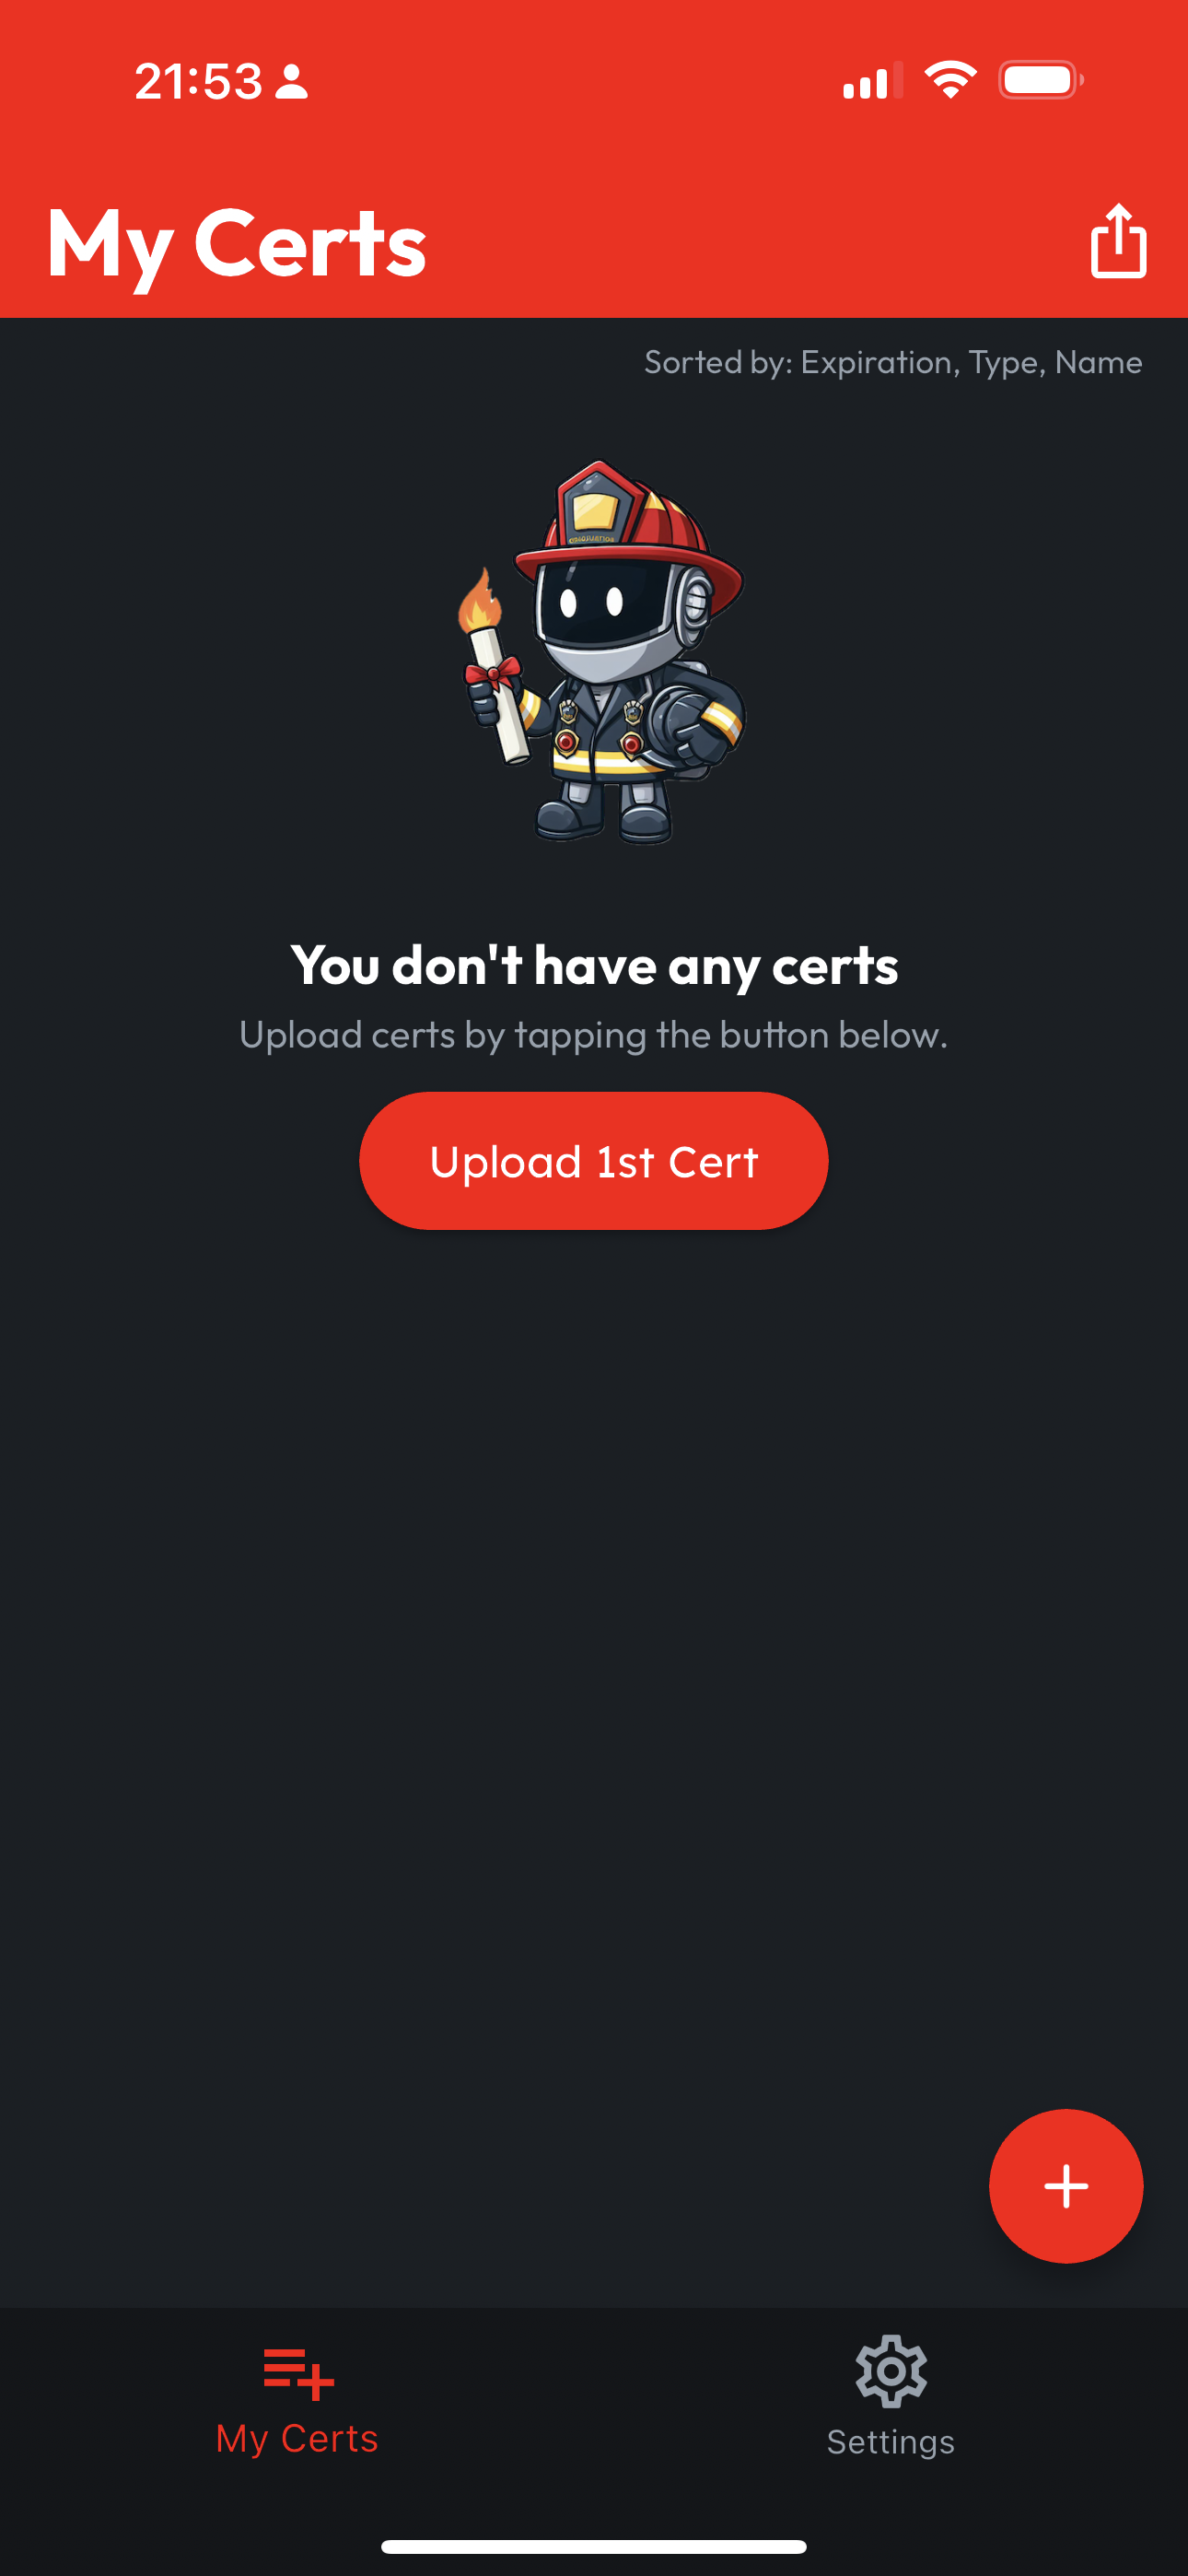 21:53
My Certs
Sorted by: Expiration, Type, Name
You don't have any certs
Upload certs by tapping the button below.
Upload 1st Cert
My Certs
Settings